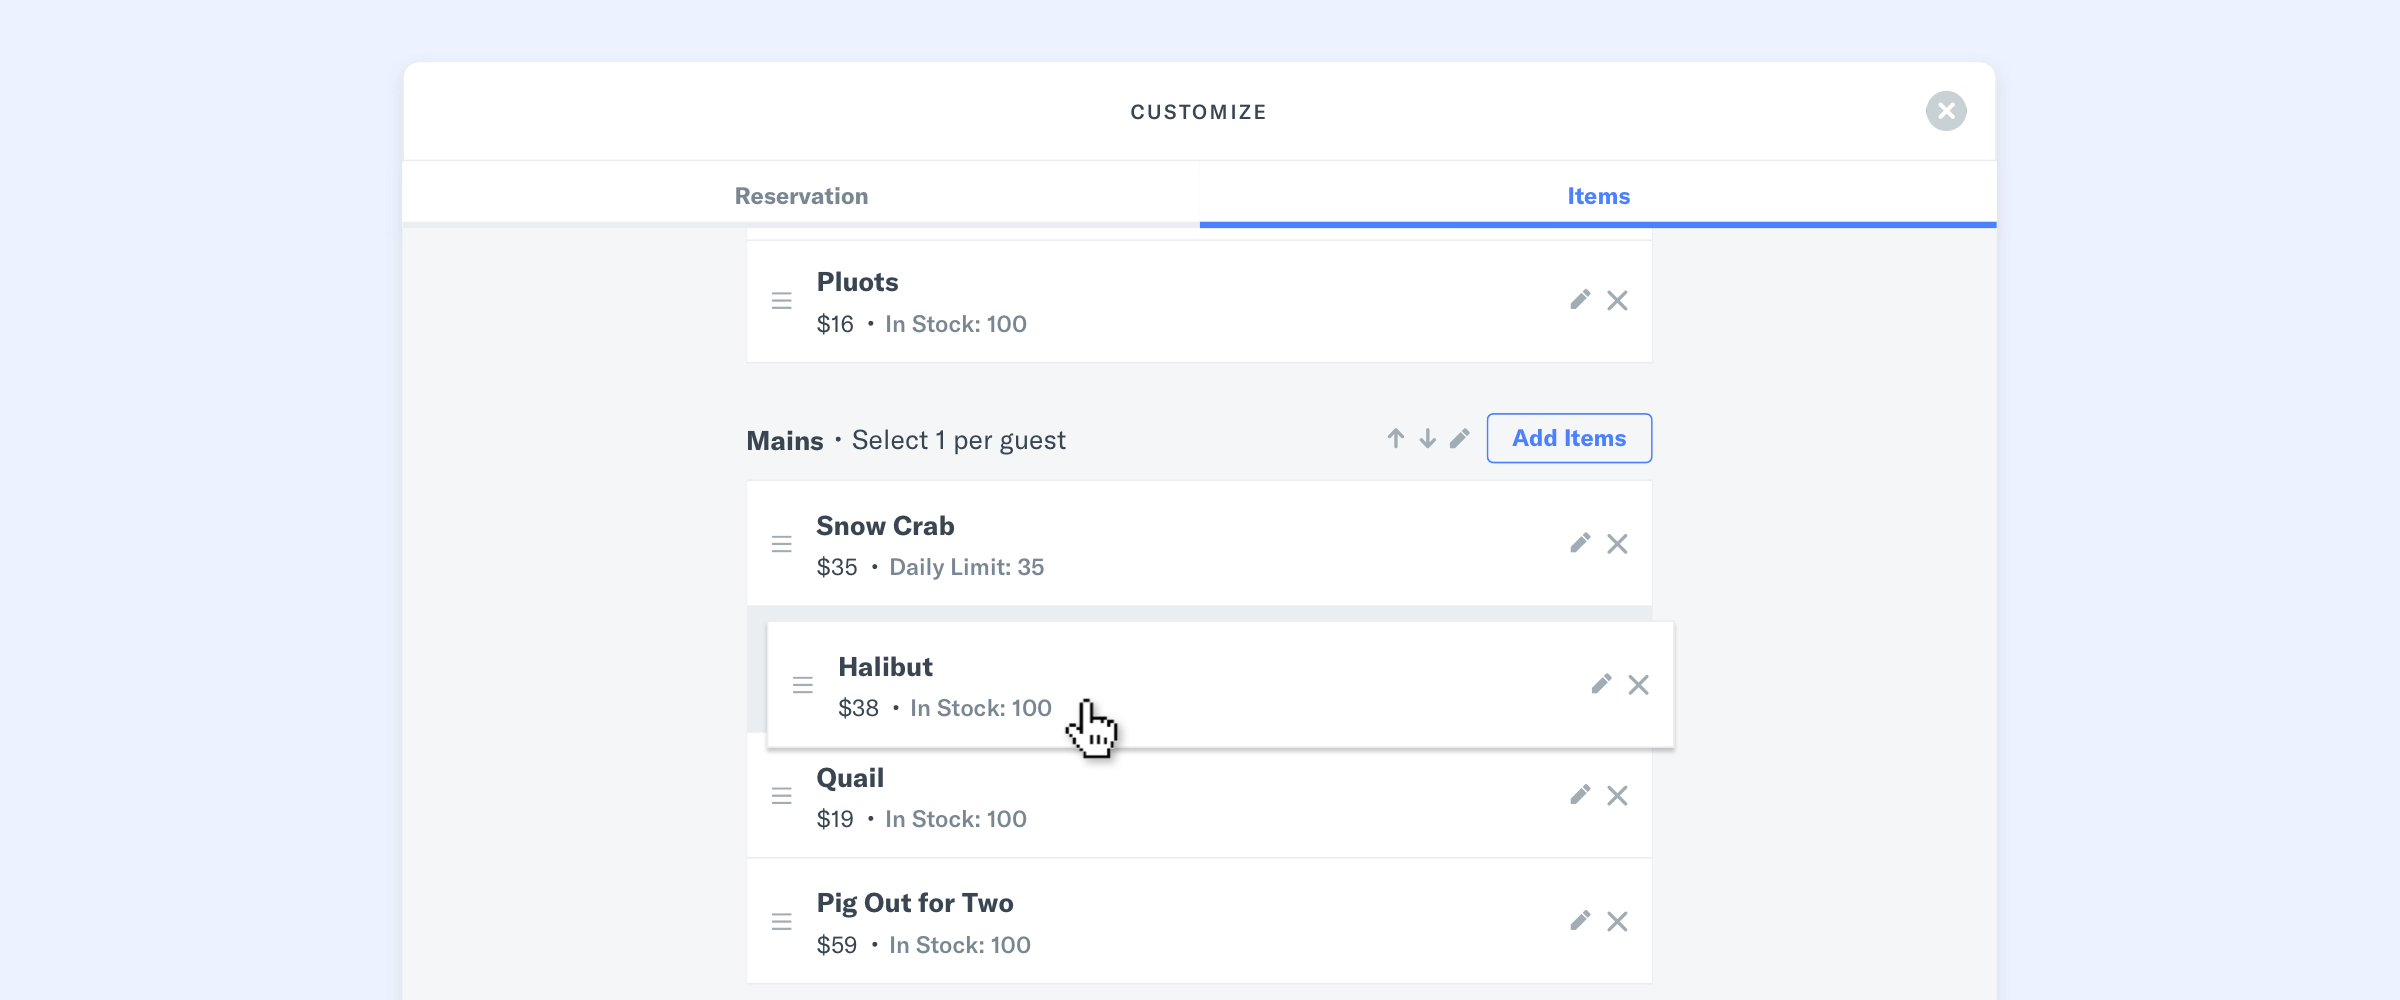 CUSTOMIZE
Reservation
Items
Pluots
$16 • In Stock: 100
Mains • Select 1 per guest
Add Items
Snow Crab
$35 • Daily Limit: 35
Halibut
$38 • In Stock: 100
Quail
$19 • In Stock: 100
Pig Out for Two
$59 • In Stock: 100